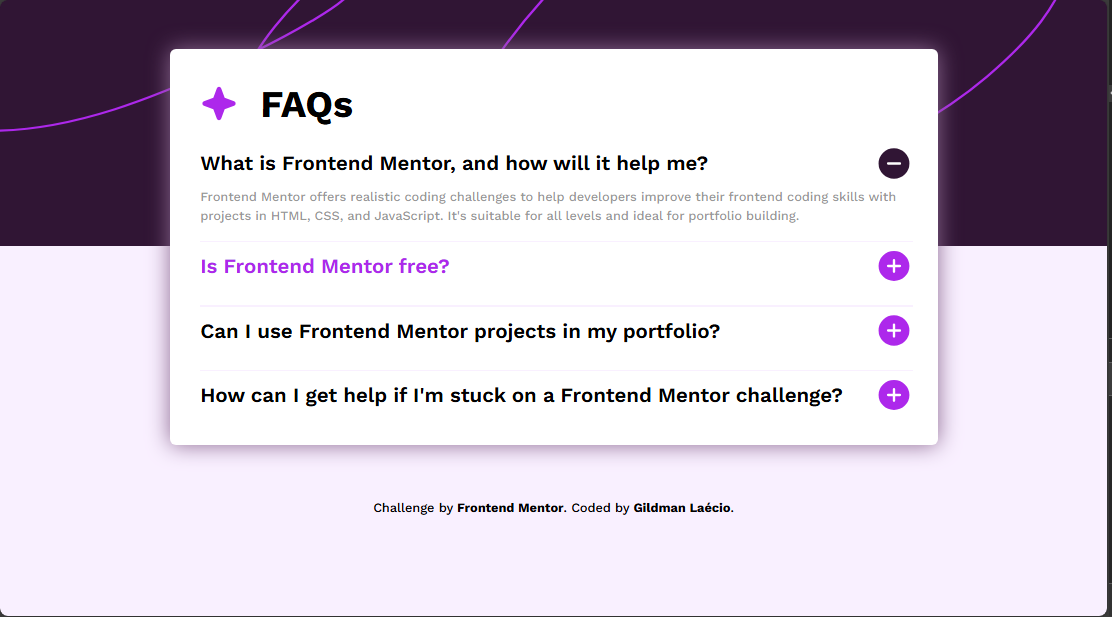 FAQs
What is Frontend Mentor, and how will it help me?
Frontend Mentor offers realistic coding challenges to help developers improve their frontend coding skills with
projects in HTML, CSS, and JavaScript. It's suitable for all levels and ideal for portfolio building.
Is Frontend Mentor free?
Can I use Frontend Mentor projects in my portfolio?
How can I get help if I'm stuck on a Frontend Mentor challenge?
Challenge by Frontend Mentor. Coded by Gildman Laécio.